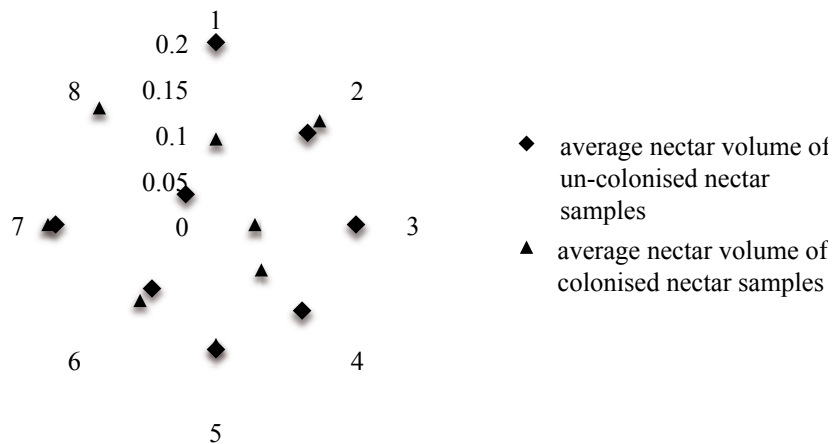 1
0.2
0.15
0.1
0.05
0
2
3
4
5
6
7
8
average nectar volume of
un-colonised nectar
samples
average nectar volume of
colonised nectar samples